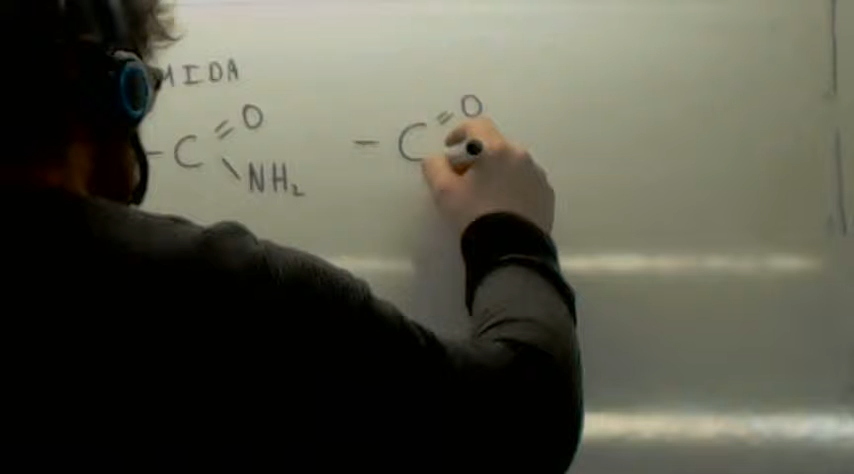 MIDA
O O
- C = - C =
\ NH₂